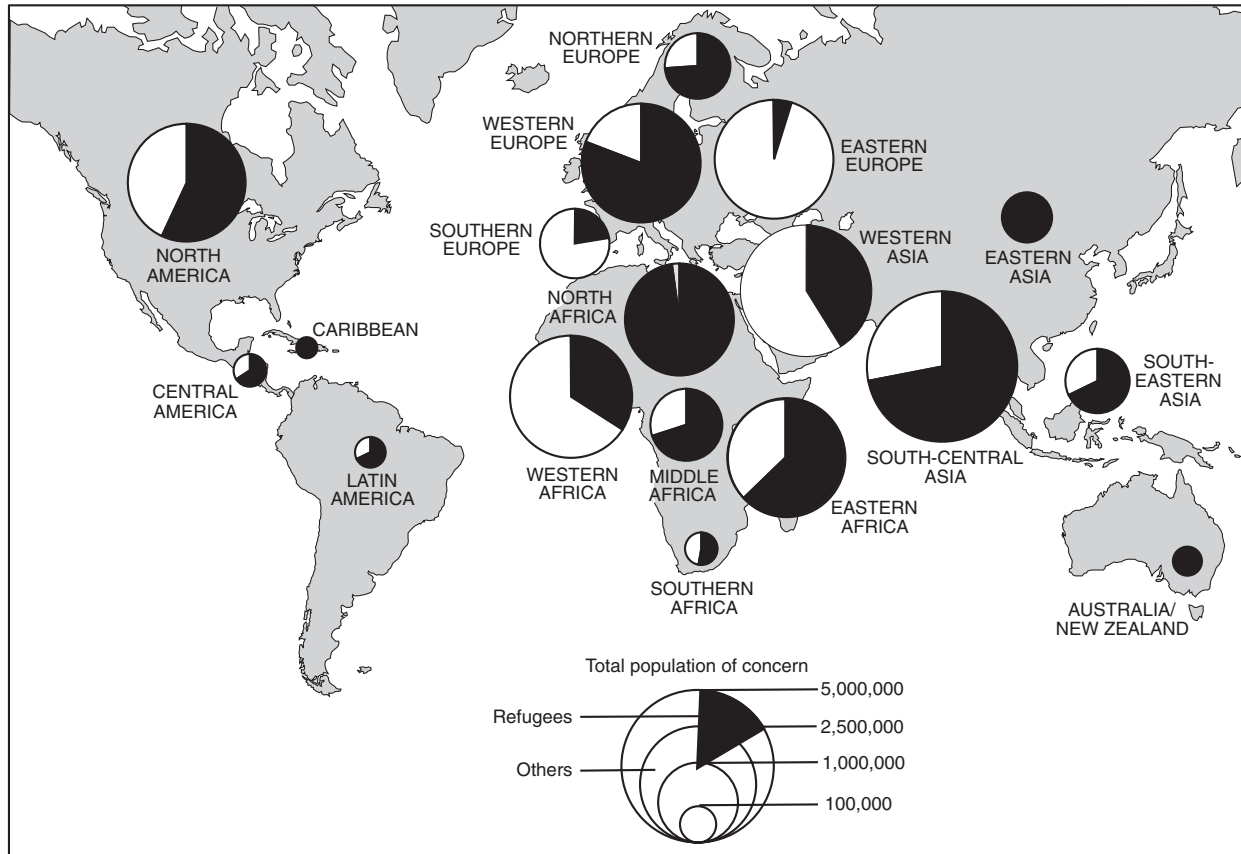 NORTHERN
EUROPE
WESTERN
EUROPE
EASTERN
EUROPE
SOUTHERN
EUROPE
WESTERN
ASIA
EASTERN
ASIA
NORTH
AMERICA
NORTH
AFRICA
CARIBBEAN
CENTRAL
AMERICA
SOUTH-
EASTERN
ASIA
LATIN
AMERICA
WESTERN
AFRICA
MIDDLE
AFRICA
SOUTH-CENTRAL
ASIA
EASTERN
AFRICA
SOUTHERN
AFRICA
AUSTRALIA/
NEW ZEALAND
Total population of concern
5,000,000
Refugees
2,500,000
Others
1,000,000
100,000